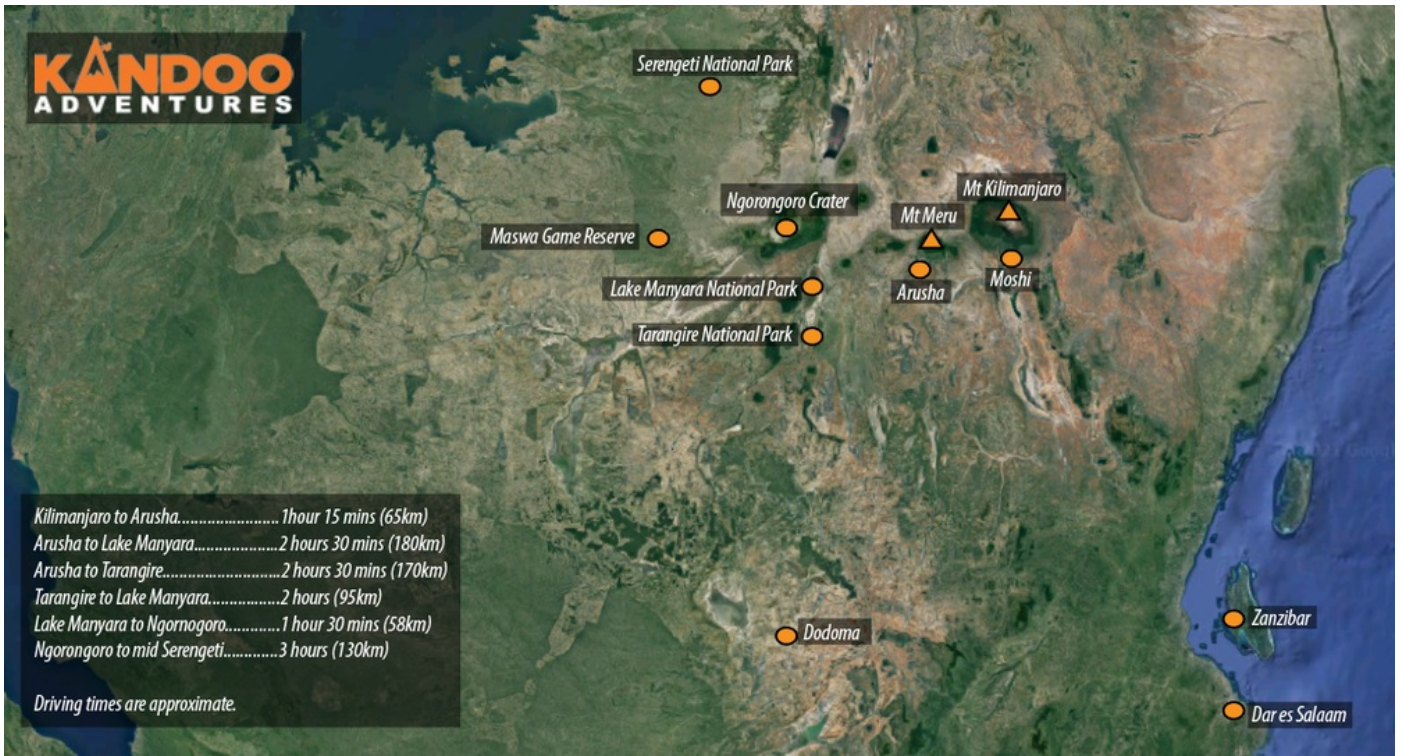 KANDOO
ADVENTURES
Serengeti National Park
Mt Kilimanjaro
Ngorongoro Crater
Mt Meru
Maswa Game Reserve
Moshi
Lake Manyara National Park
Arusha
Tarangire National Park
Kilimanjaro to Arusha........................1hour 15 mins (65km)
Arusha to Lake Manyara....................2 hours 30 mins (180km)
Arusha to Tarangire............................2 hours 30 mins (170km)
Tarangire to Lake Manyara.................2 hours (95km)
Lake Manyara to Ngornogoro.............1 hour 30 mins (58km)
Ngorongoro to mid Serengeti.............3 hours (130km)
Driving times are approximate.
Zanzibar
Dodoma
Dar es Salaam